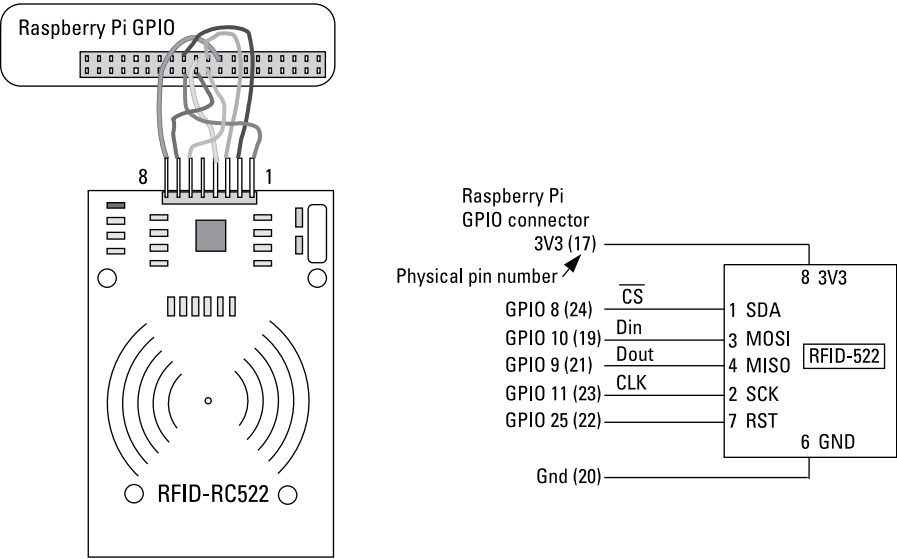 Raspberry Pi GPIO
8 1
RFID-RC522
Raspberry Pi
GPIO connector
3V3 (17)
Physical pin number
8 3V3
GPIO 8 (24) CS 1 SDA
GPIO 10 (19) Din 3 MOSI
GPIO 9 (21) Dout 4 MISO
RFID-522
GPIO 11 (23) CLK 2 SCK
GPIO 25 (22) 7 RST
6 GND
Gnd (20)